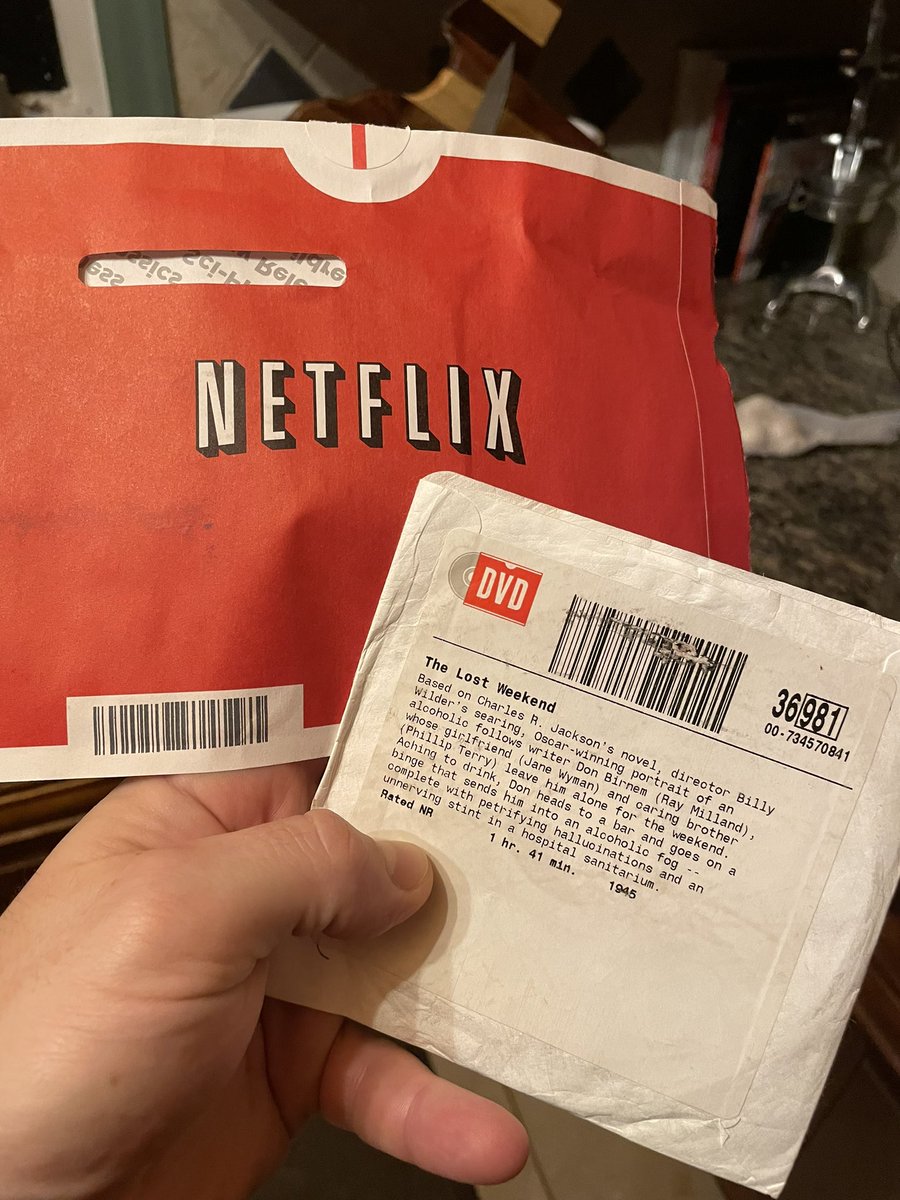 ess
assics
Sci-Fi
Rele
ildre
NETFLIX
DVD
36981
00-734570841
The Lost Weekend
Based on Charles R. Jackson's novel, director Billy
Wilder's searing, Oscar-winning portrait of an
alcoholic follows writer Don Birnem (Ray Milland),
whose girlfriend (Jane Wyman) and caring brother
(Phillip Terry) leave him alone for the weekend.
Aching to drink, Don heads to a bar and goes on a
binge that sends him into an alcoholic fog --
complete with petrifying hallucinations and an
unnerving stint in a hospital sanitarium.
Rated NR 1 hr. 41 min. 1945